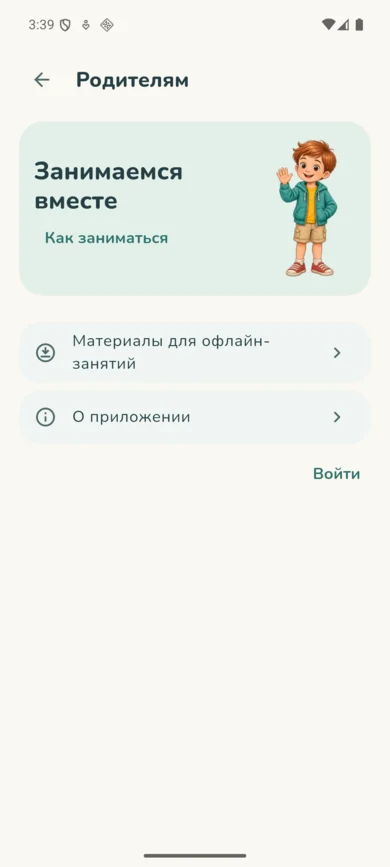 3:39
Родителям
Занимаемся
вместе
Как заниматься
Материалы для офлайн-
занятий
О приложении
Войти